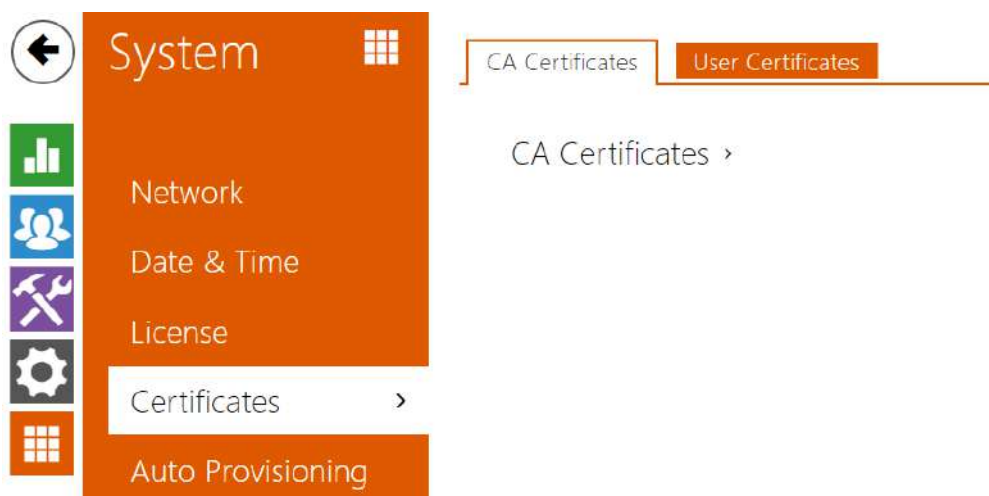 System
Network
Date & Time
License
Certificates
Auto Provisioning
CA Certificates
User Certificates
CA Certificates